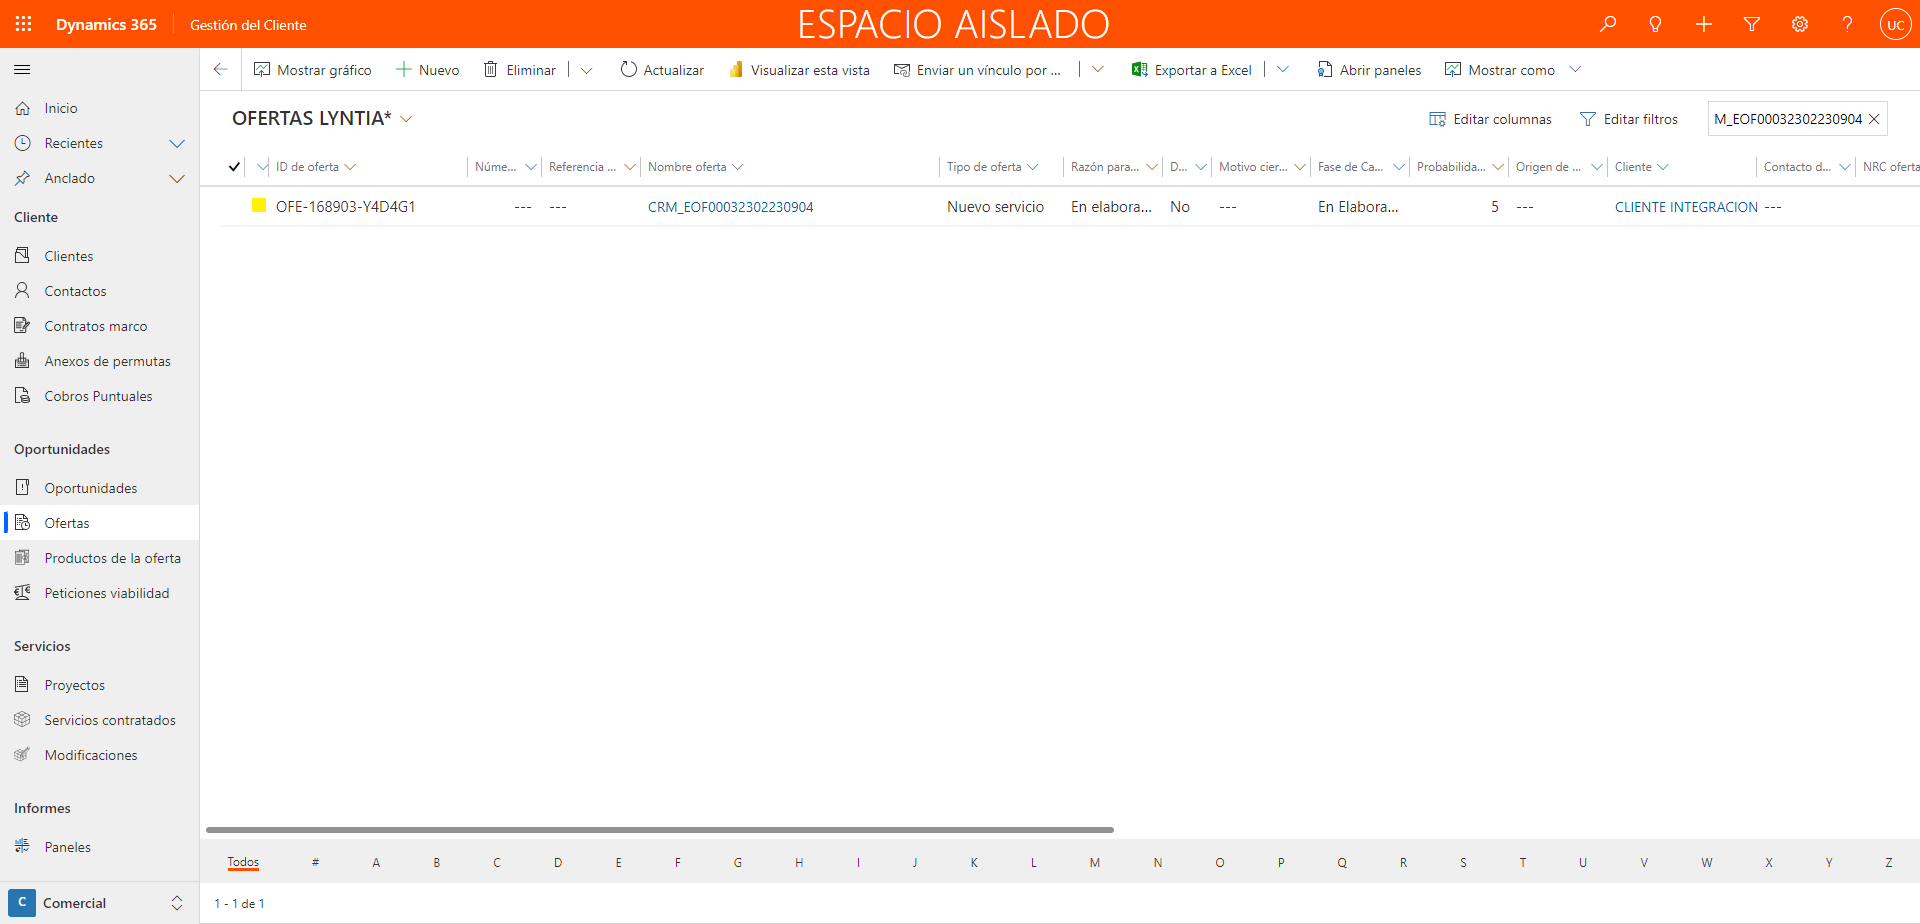 Dynamics 365
Gestión del Cliente
ESPACIO AISLADO
UC
Mostrar gráfico
Nuevo
Eliminar
Actualizar
Visualizar esta vista
Enviar un vínculo por ...
Exportar a Excel
Abrir paneles
Mostrar como
Inicio
Recientes
Anclado
Cliente
Clientes
Contactos
Contratos marco
Anexos de permutas
Cobros Puntuales
Oportunidades
Oportunidades
Ofertas
Productos de la oferta
Peticiones viabilidad
Servicios
Proyectos
Servicios contratados
Modificaciones
Informes
Paneles
C
Comercial
OFERTAS LYNTIA*
Editar columnas
Editar filtros
M_EOF00032302230904
ID de oferta
Núme...
Referencia ...
Nombre oferta
Tipo de oferta
Razón para...
D...
Motivo cier...
Fase de Ca...
Probabilida...
Origen de ...
Cliente
Contacto d...
NRC oferta
OFE-168903-Y4D4G1
---
---
CRM_EOF00032302230904
Nuevo servicio
En elabora...
No
---
En Elabora...
5
---
CLIENTE INTEGRACION
---
Todos # A B C D E F G H I J K L M N O P Q R S T U V W X Y Z
1 - 1 de 1